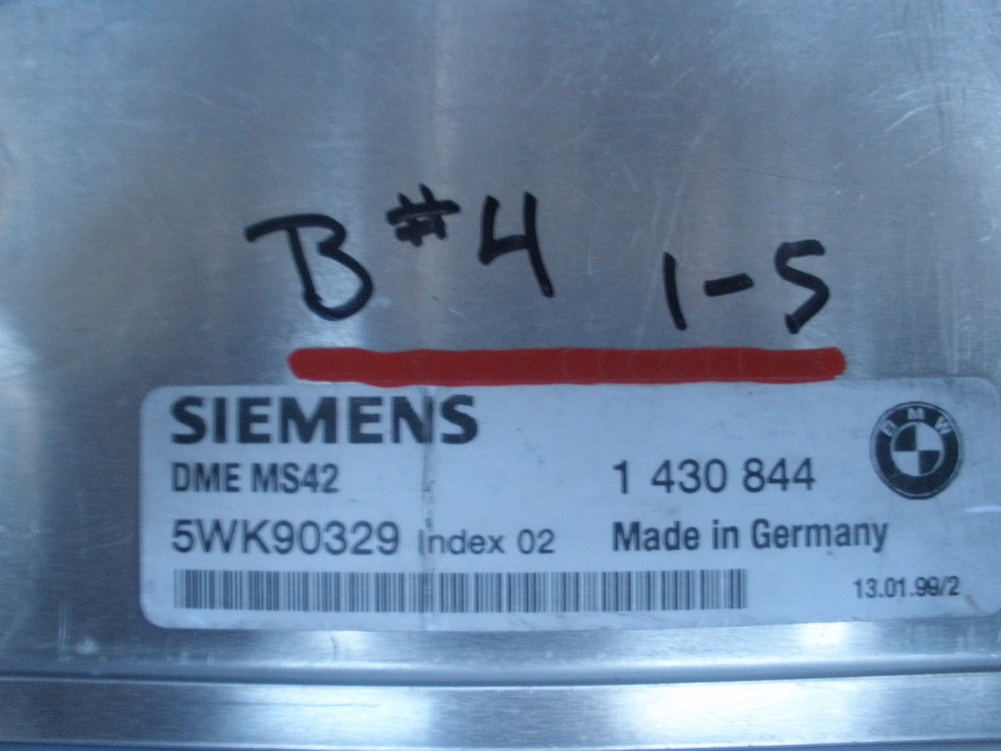 B #4 1-5
SIEMENS
BMW
DME MS42 1 430 844
5WK90329 Index 02 Made in Germany
13.01.99/2